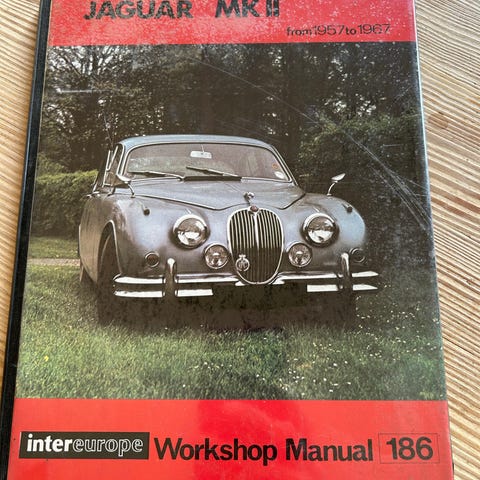 JAGUAR MK II
from 1957 to 1967
intereurope Workshop Manual 186